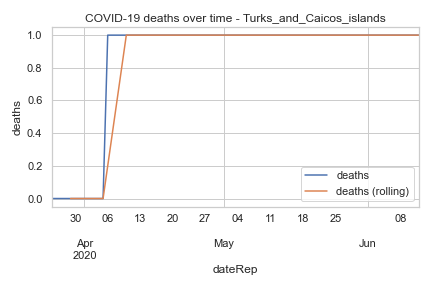 COVID-19 deaths over time - Turks_and_Caicos_islands
1.0
0.8
0.6
0.4
0.2
0.0
deaths
deaths
deaths (rolling)
30 06 13 20 27 04 11 18 25 08
Apr May Jun
2020
dateRep